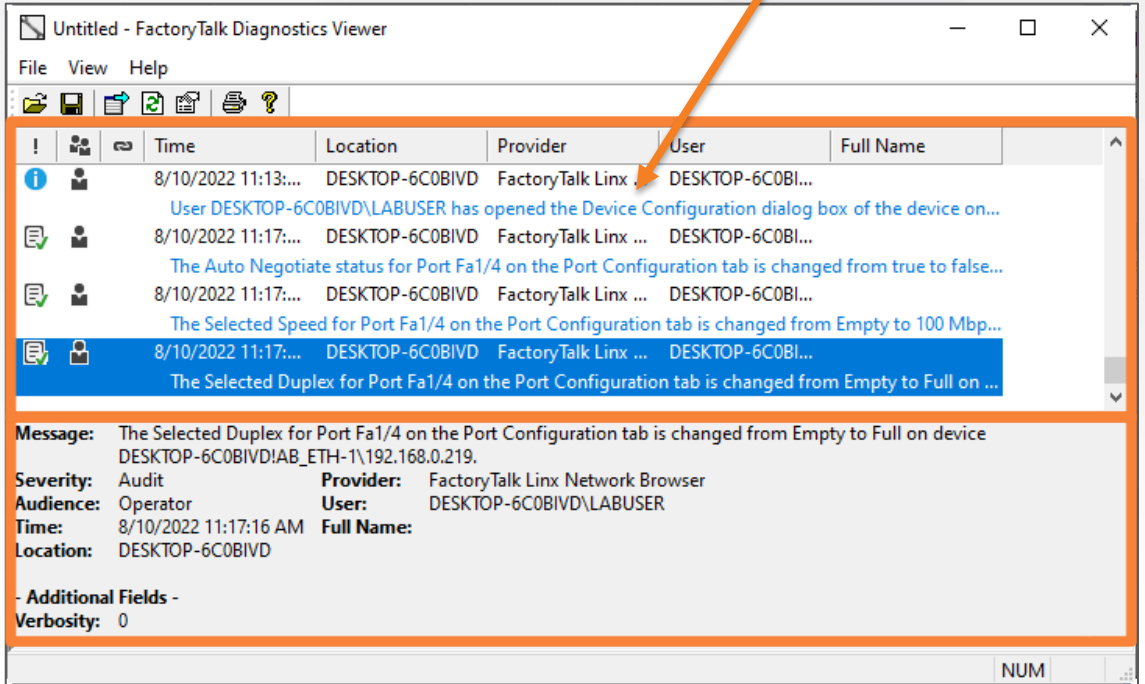 Untitled - FactoryTalk Diagnostics Viewer
File View Help
! Time Location Provider User Full Name
8/10/2022 11:13:... DESKTOP-6C0BIVD FactoryTalk Linx ... DESKTOP-6C0BI...
User DESKTOP-6C0BIVD\LABUSER has opened the Device Configuration dialog box of the device on...
8/10/2022 11:17:... DESKTOP-6C0BIVD FactoryTalk Linx ... DESKTOP-6C0BI...
The Auto Negotiate status for Port Fa1/4 on the Port Configuration tab is changed from true to false...
8/10/2022 11:17:... DESKTOP-6C0BIVD FactoryTalk Linx ... DESKTOP-6C0BI...
The Selected Speed for Port Fa1/4 on the Port Configuration tab is changed from Empty to 100 Mbp...
8/10/2022 11:17:... DESKTOP-6C0BIVD FactoryTalk Linx ... DESKTOP-6C0BI...
The Selected Duplex for Port Fa1/4 on the Port Configuration tab is changed from Empty to Full on ...
Message: The Selected Duplex for Port Fa1/4 on the Port Configuration tab is changed from Empty to Full on device
DESKTOP-6C0BIVD!AB_ETH-1\192.168.0.219.
Severity: Audit Provider: FactoryTalk Linx Network Browser
Audience: Operator User: DESKTOP-6C0BIVD\LABUSER
Time: 8/10/2022 11:17:16 AM Full Name:
Location: DESKTOP-6C0BIVD
- Additional Fields -
Verbosity: 0
NUM